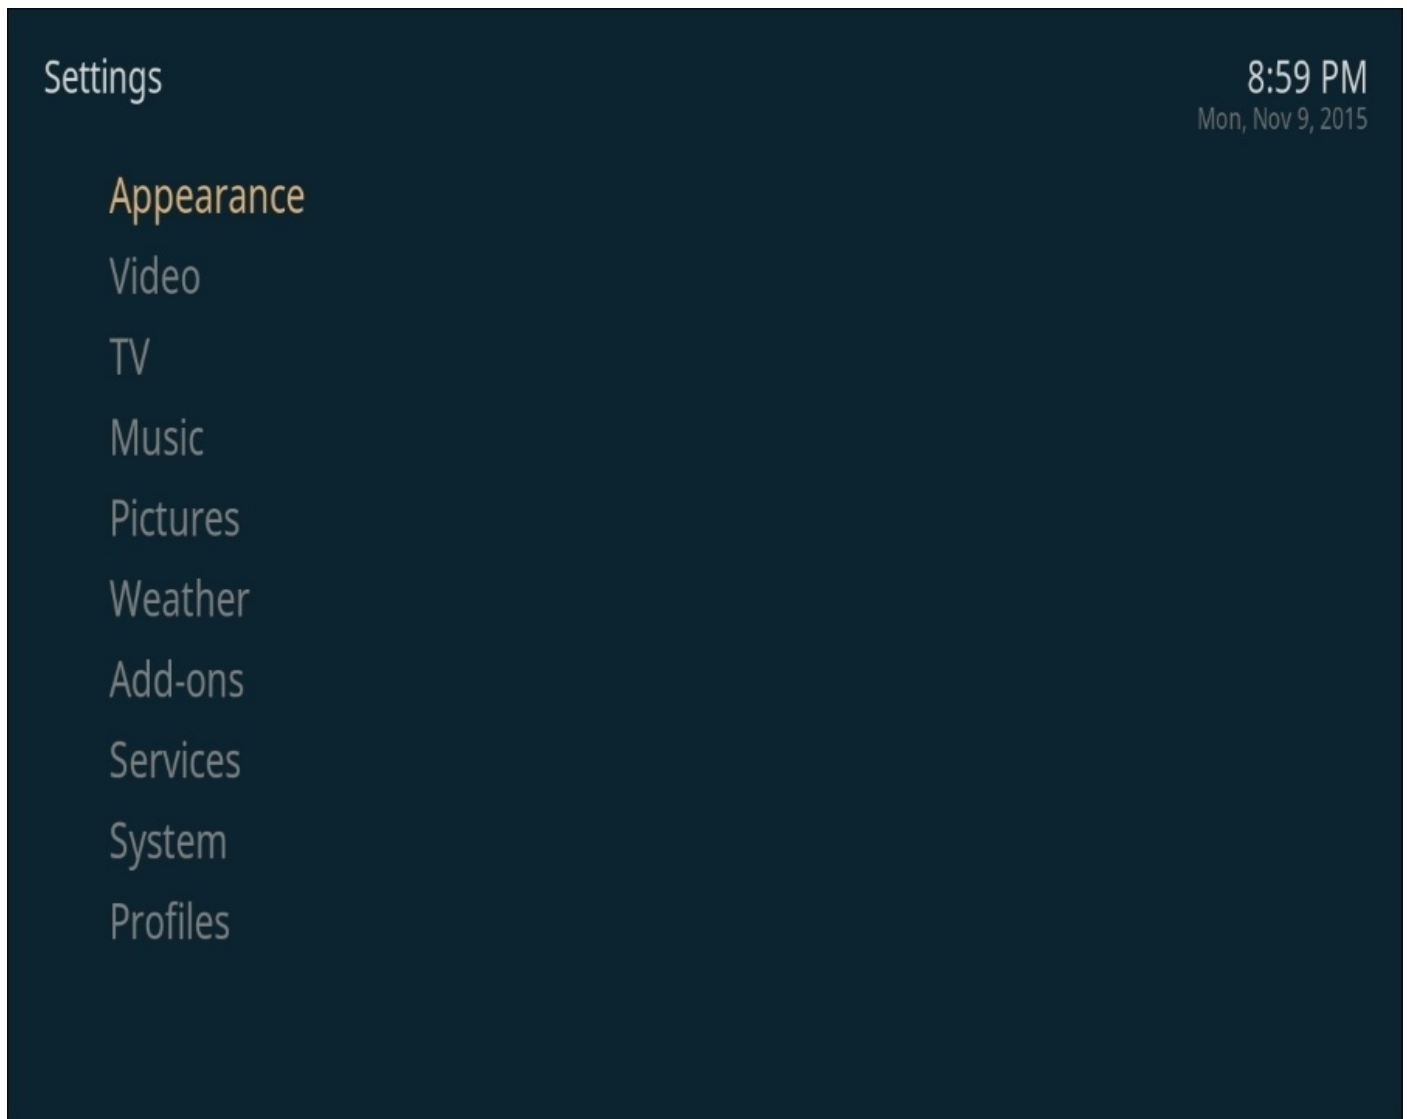 Settings
8:59 PM
Mon, Nov 9, 2015
Appearance
Video
TV
Music
Pictures
Weather
Add-ons
Services
System
Profiles